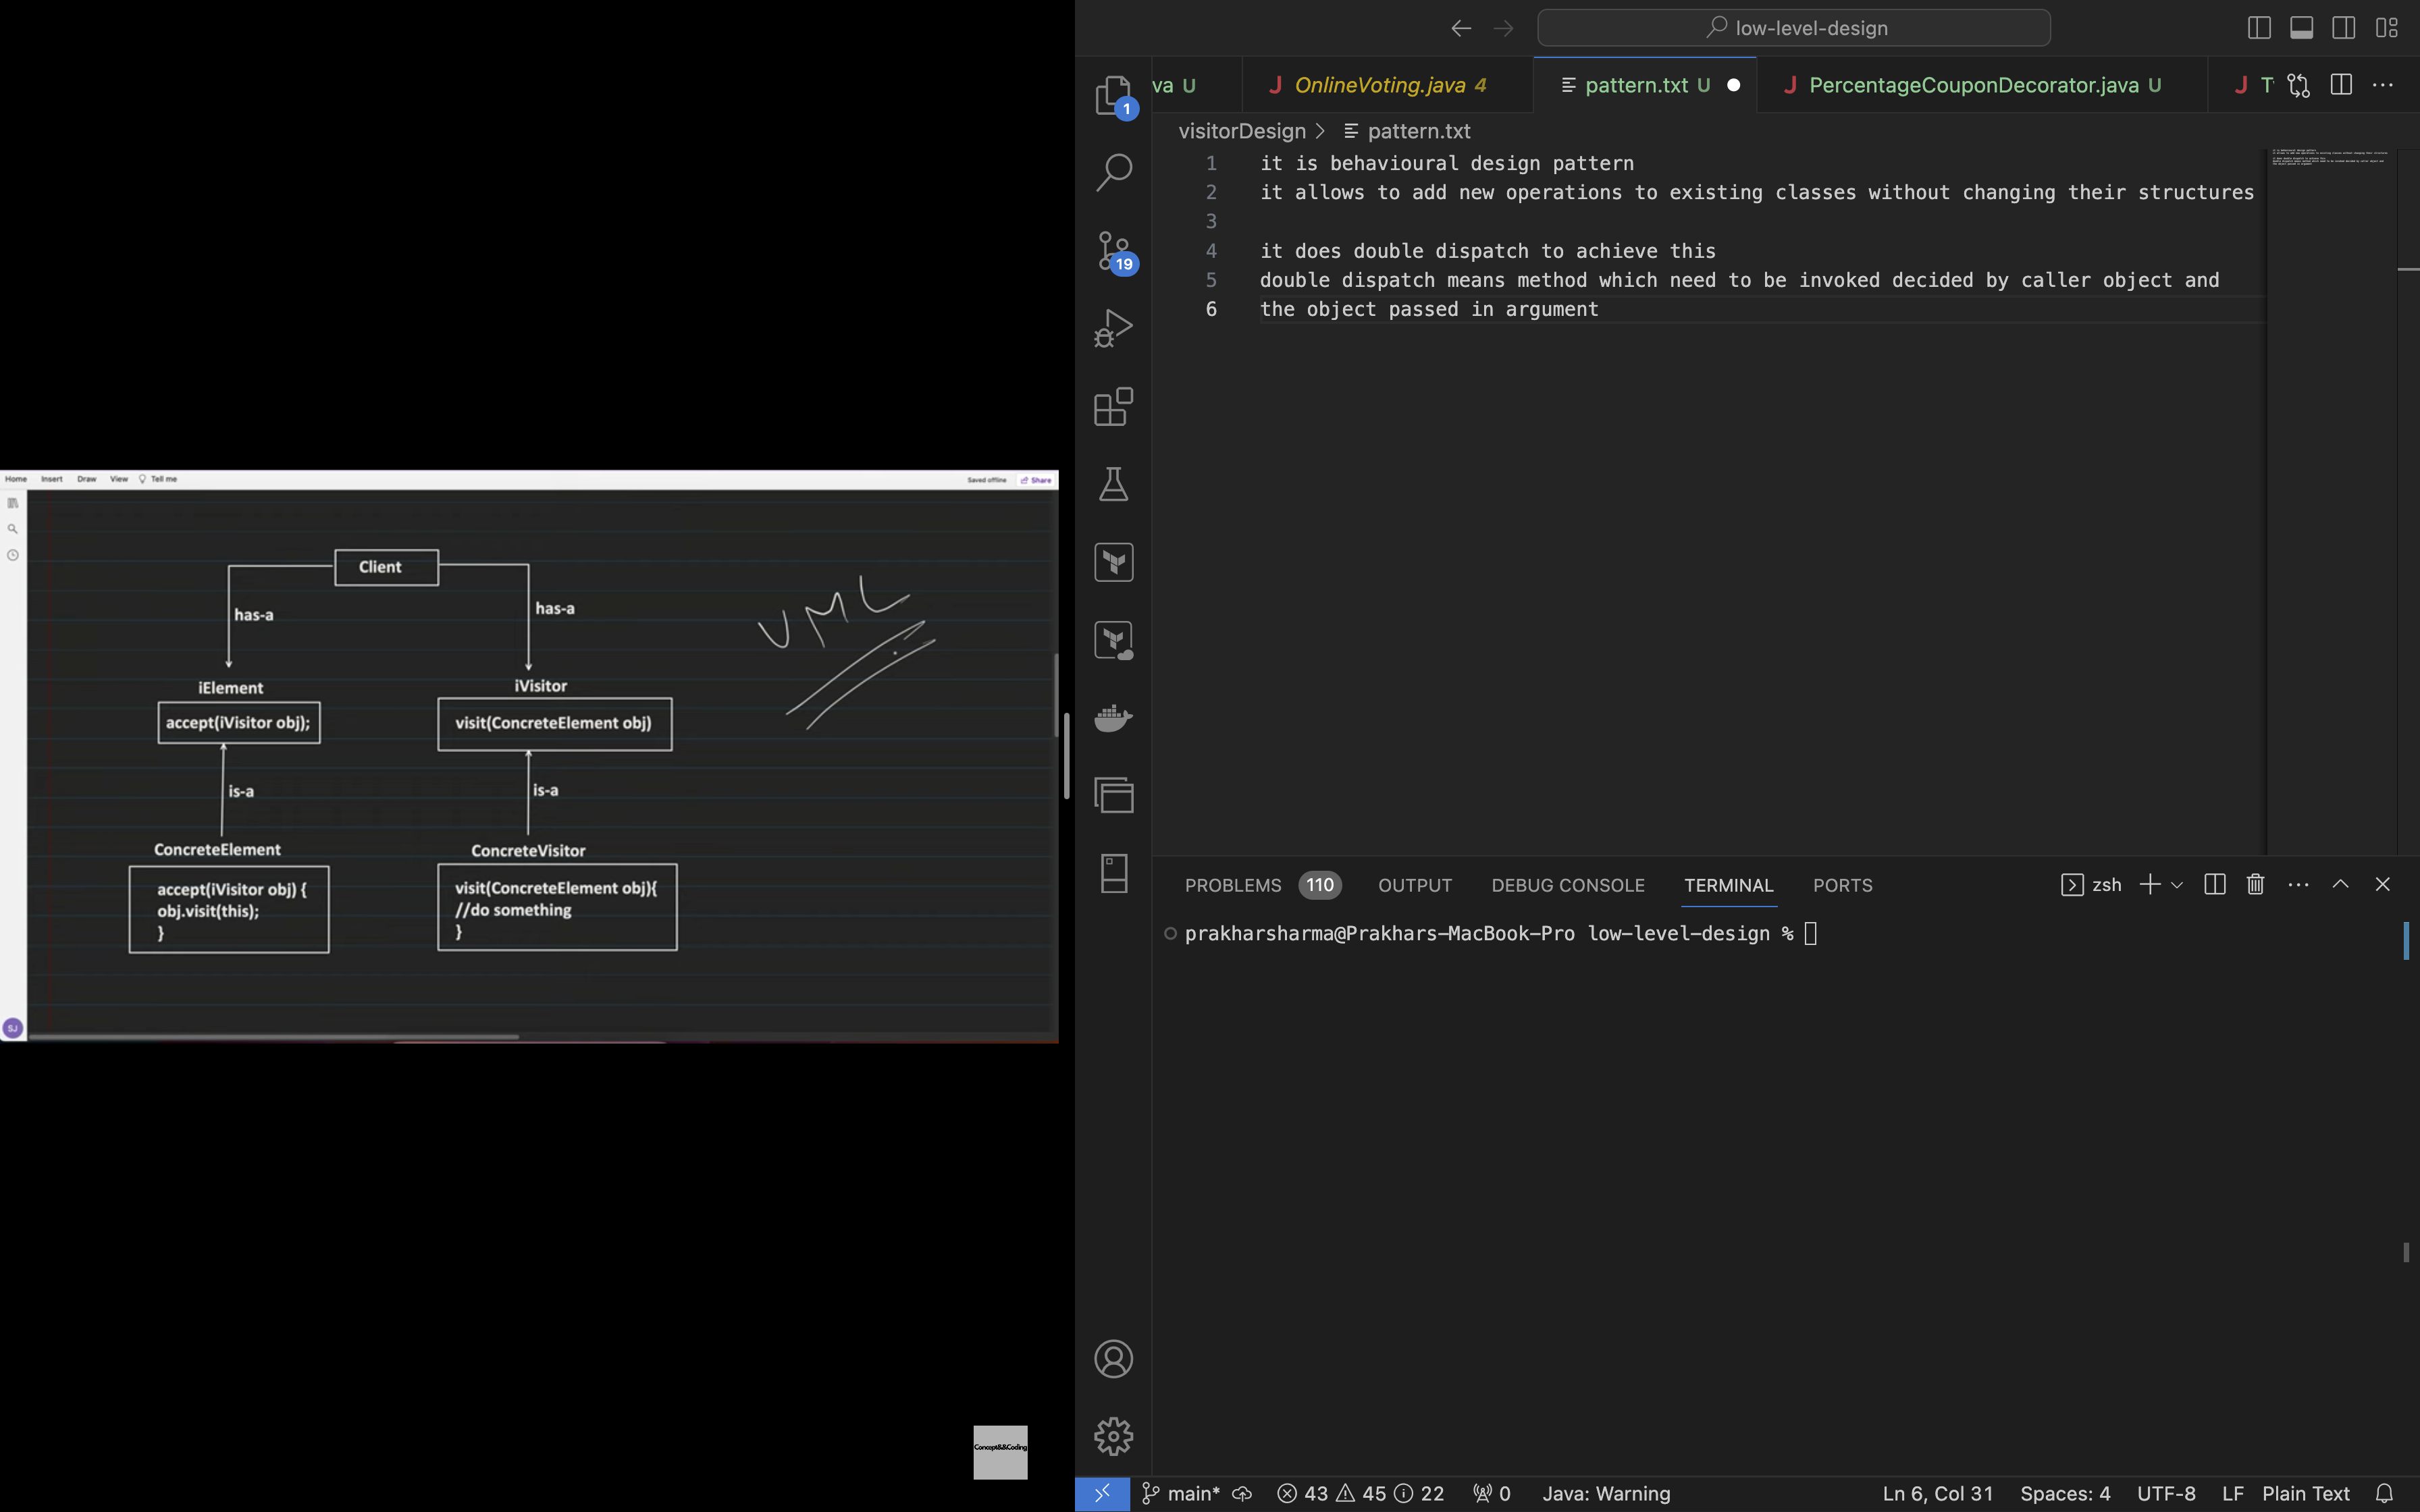 Home Insert Draw View Tell me Saved offline Share
Client
has-a
has-a
iElement
accept(iVisitor obj);
iVisitor
visit(ConcreteElement obj)
is-a
is-a
ConcreteElement
accept(iVisitor obj) {
obj.visit(this);
}
ConcreteVisitor
visit(ConcreteElement obj){
//do something
}
UML
SJ
Concept&&Coding
low-level-design
va U
J OnlineVoting.java 4
pattern.txt U
J PercentageCouponDecorator.java U
J T
1
19
visitorDesign > pattern.txt
1 it is behavioural design pattern
2 it allows to add new operations to existing classes without changing their structures
3
4 it does double dispatch to achieve this
5 double dispatch means method which need to be invoked decided by caller object and
6 the object passed in argument
PROBLEMS 110 OUTPUT DEBUG CONSOLE TERMINAL PORTS zsh
prakharsharma@Prakhars-MacBook-Pro low-level-design %
main* 43 45 22 0 Java: Warning Ln 6, Col 31 Spaces: 4 UTF-8 LF Plain Text